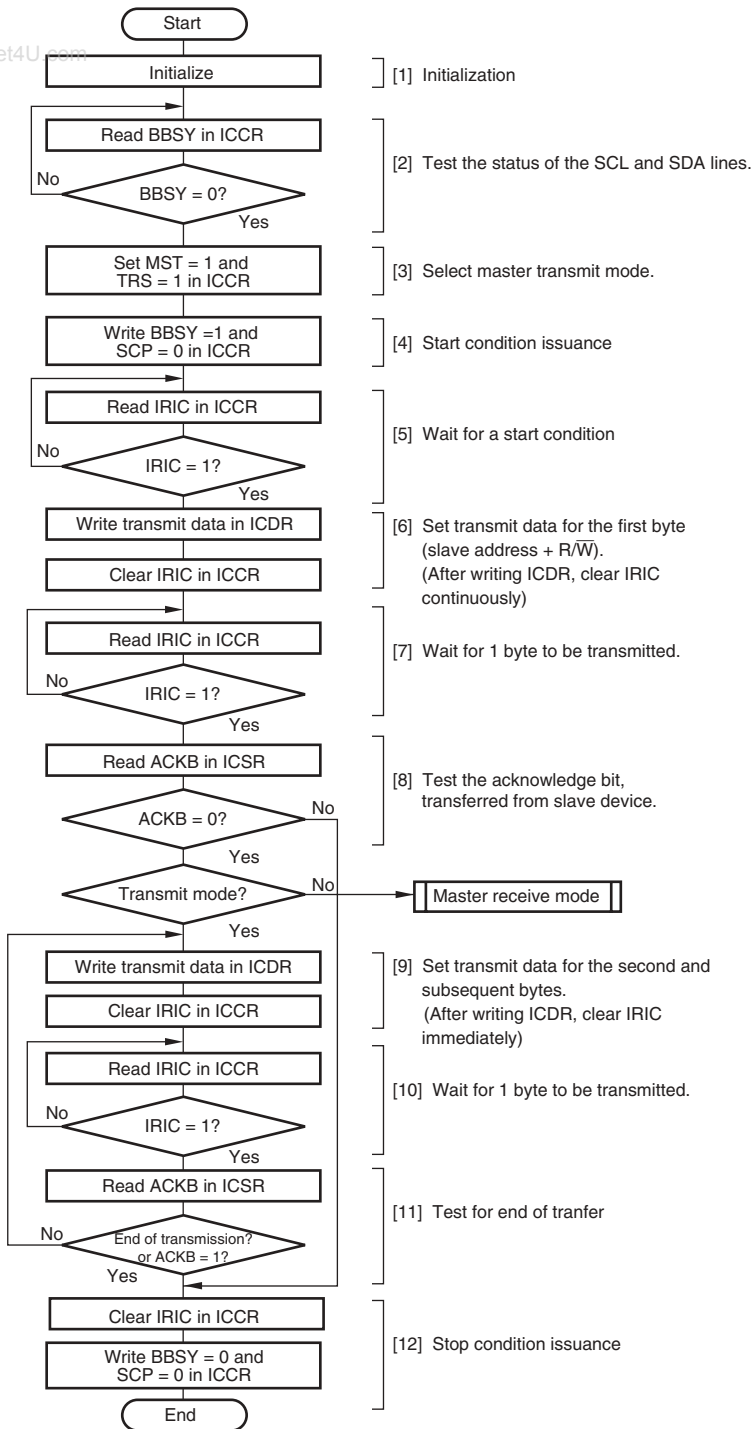 Start
et4U.com
Initialize
[1] Initialization
Read BBSY in ICCR
[2] Test the status of the SCL and SDA lines.
No
BBSY = 0?
Yes
Set MST = 1 and
TRS = 1 in ICCR
[3] Select master transmit mode.
Write BBSY =1 and
SCP = 0 in ICCR
[4] Start condition issuance
Read IRIC in ICCR
[5] Wait for a start condition
No
IRIC = 1?
Yes
Write transmit data in ICDR
[6] Set transmit data for the first byte
(slave address + R/W̅).
(After writing ICDR, clear IRIC
continuously)
Clear IRIC in ICCR
Read IRIC in ICCR
[7] Wait for 1 byte to be transmitted.
No
IRIC = 1?
Yes
Read ACKB in ICSR
[8] Test the acknowledge bit,
transferred from slave device.
ACKB = 0?
No
Yes
Transmit mode?
No
Master receive mode
Yes
Write transmit data in ICDR
[9] Set transmit data for the second and
subsequent bytes.
(After writing ICDR, clear IRIC
immediately)
Clear IRIC in ICCR
Read IRIC in ICCR
[10] Wait for 1 byte to be transmitted.
No
IRIC = 1?
Yes
Read ACKB in ICSR
[11] Test for end of tranfer
No
End of transmission?
or ACKB = 1?
Yes
Clear IRIC in ICCR
[12] Stop condition issuance
Write BBSY = 0 and
SCP = 0 in ICCR
End